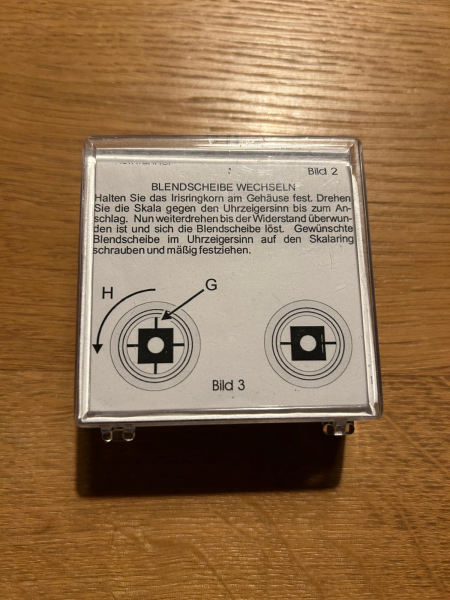 Bild 2
BLENDSCHEIBE WECHSELN
Halten Sie das Irisringkorn am Gehäuse fest. Drehen
Sie die Skala gegen den Uhrzeigersinn bis zum An-
schlag. Nun weiterdrehen bis der Widerstand überwun-
den ist und sich die Blendscheibe löst. Gewünschte
Blendscheibe im Uhrzeigersinn auf den Skalaring
schrauben und mäßig festziehen.
H
G
Bild 3